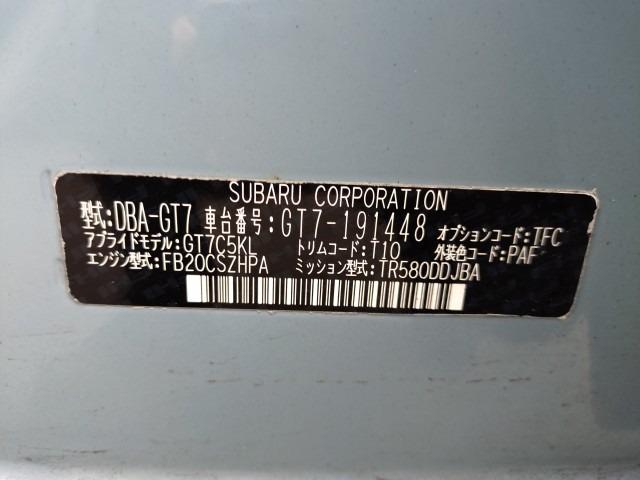 SUBARU CORPORATION
型式:DBA-GT7 車台番号:GT7-191448 オプションコード:TFC
アプライドモデル:GT7C5KL トリムコード:T10 外装色コード:PAF
エンジン型式:FB20CSZHPA ミッション型式:TR580DDJBA